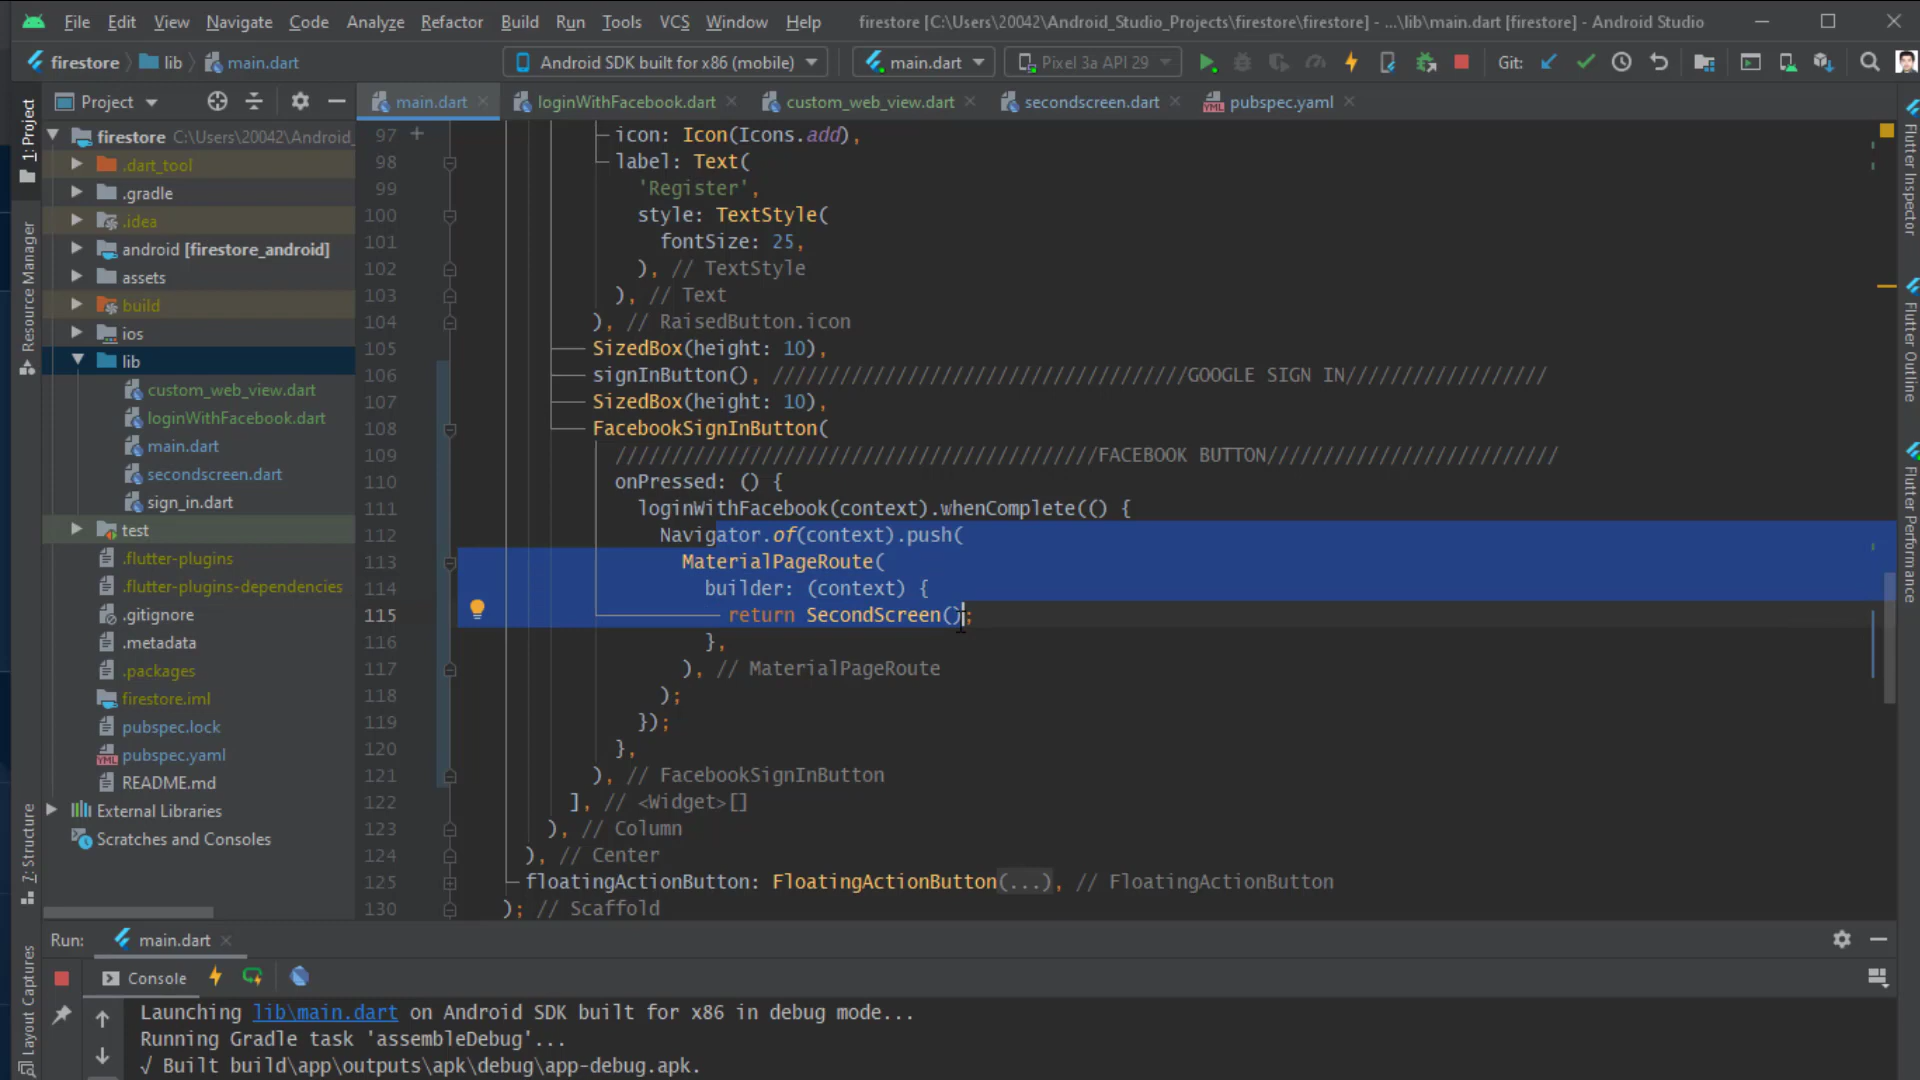 File Edit View Navigate Code Analyze Refactor Build Run Tools VCS Window Help firestore [C:\Users\20042\Android_Studio_Projects\firestore\firestore] - ...\lib\main.dart [firestore] - Android Studio
firestore lib main.dart Android SDK built for x86 (mobile) main.dart Pixel 3a API 29 Git:
Project main.dart loginWithFacebook.dart custom_web_view.dart secondscreen.dart pubspec.yaml
1: Project
Resource Manager
7: Structure
Layout Captures
firestore C:\Users\20042\Android_
.dart_tool
.gradle
.idea
android [firestore_android]
assets
build
ios
lib
custom_web_view.dart
loginWithFacebook.dart
main.dart
secondscreen.dart
sign_in.dart
test
.flutter-plugins
.flutter-plugins-dependencies
.gitignore
.metadata
.packages
firestore.iml
pubspec.lock
pubspec.yaml
README.md
External Libraries
Scratches and Consoles
97 icon: Icon(Icons.add),
98 label: Text(
99 'Register',
100 style: TextStyle(
101 fontSize: 25,
102 ), // TextStyle
103 ), // Text
104 ), // RaisedButton.icon
105 SizedBox(height: 10),
106 signInButton(), /////////////////////////////////////GOOGLE SIGN IN//////////////////
107 SizedBox(height: 10),
108 FacebookSignInButton(
109 ///////////////////////////////////////////FACEBOOK BUTTON//////////////////////////
110 onPressed: () {
111 loginWithFacebook(context).whenComplete(() {
112 Navigator.of(context).push(
113 MaterialPageRoute(
114 builder: (context) {
115 return SecondScreen();
116 },
117 ), // MaterialPageRoute
118 );
119 });
120 },
121 ), // FacebookSignInButton
122 ], // <Widget>[]
123 ), // Column
124 ), // Center
125 floatingActionButton: FloatingActionButton(...), // FloatingActionButton
130 ); // Scaffold
Flutter Inspector
Flutter Outline
Flutter Performance
Run: main.dart
Console
Launching lib\main.dart on Android SDK built for x86 in debug mode...
Running Gradle task 'assembleDebug'...
√ Built build\app\outputs\apk\debug\app-debug.apk.